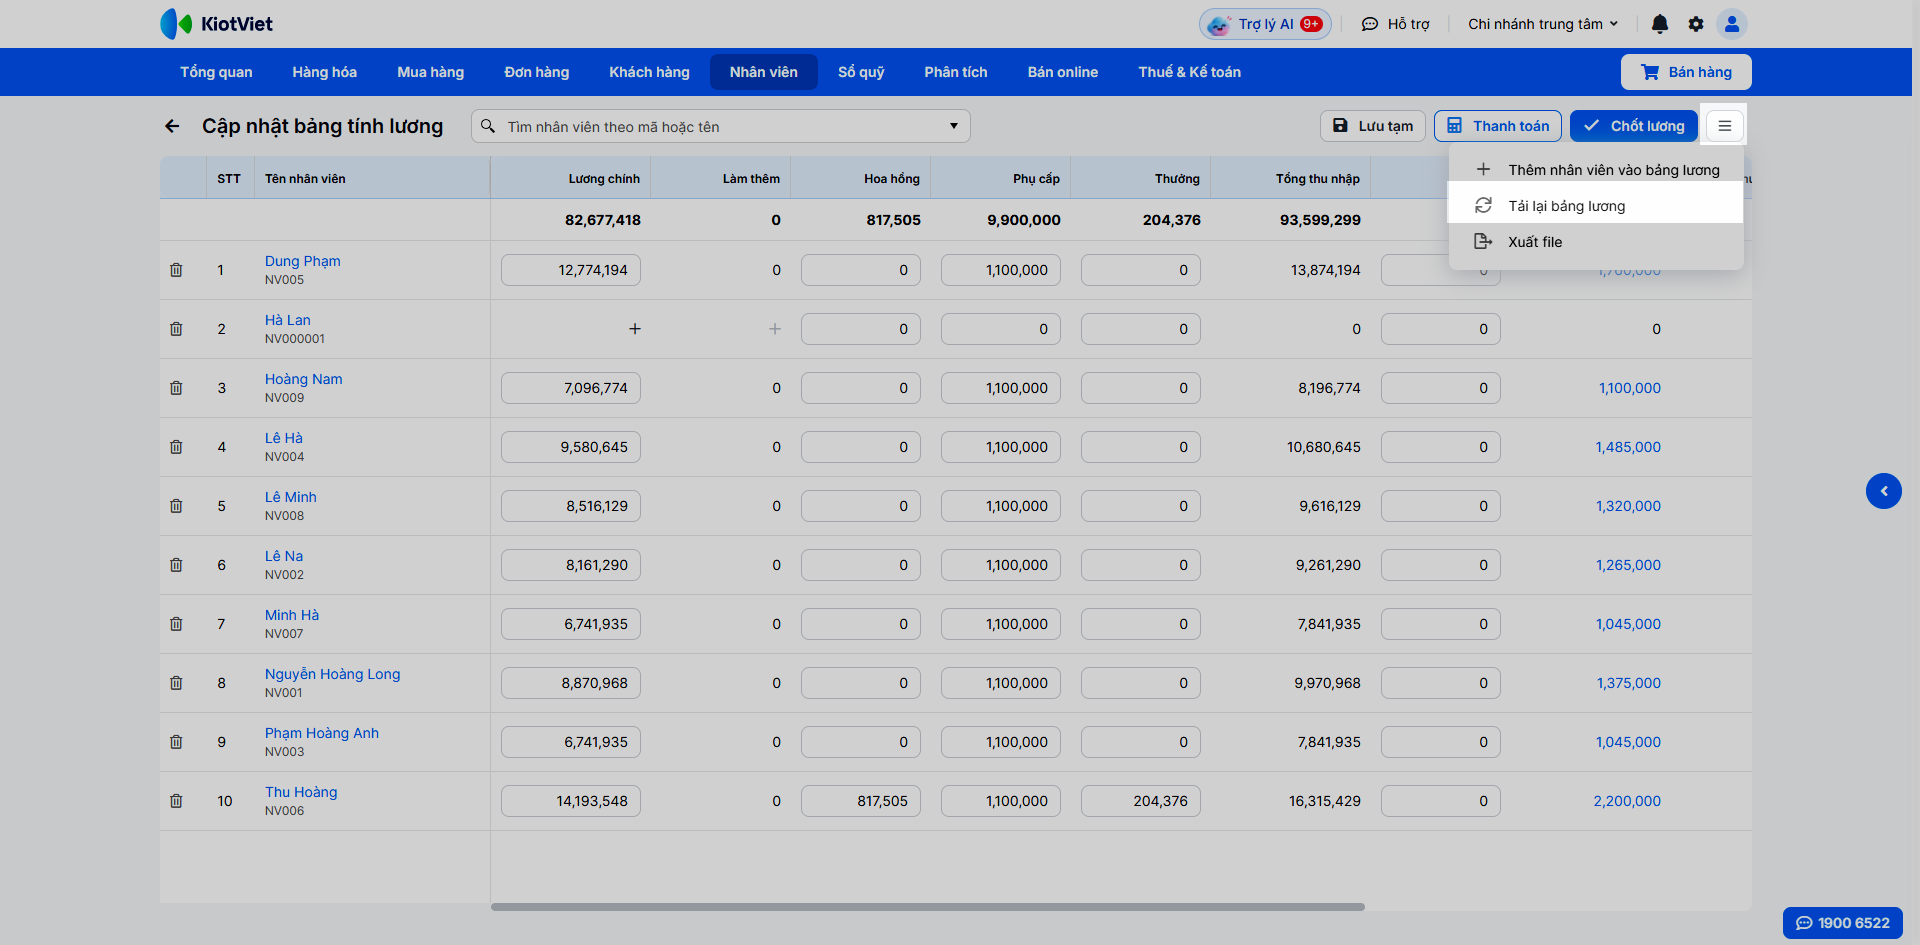 KiotViet
Trợ lý AI 9+ Hỗ trợ Chi nhánh trung tâm
Tổng quan Hàng hóa Mua hàng Đơn hàng Khách hàng Nhân viên Sổ quỹ Phân tích Bán online Thuế & Kế toán Bán hàng
Cập nhật bảng tính lương Tìm nhân viên theo mã hoặc tên Lưu tạm Thanh toán Chốt lương
Thêm nhân viên vào bảng lương
Tải lại bảng lương
Xuất file
STT Tên nhân viên Lương chính Làm thêm Hoa hồng Phụ cấp Thưởng Tổng thu nhập
82,677,418 0 817,505 9,900,000 204,376 93,599,299
1 Dung Phạm 12,774,194 0 0 1,100,000 0 13,874,194 0 1,760,000
NV005
2 Hà Lan 0 0 0 0 0 0
NV000001
3 Hoàng Nam 7,096,774 0 0 1,100,000 0 8,196,774 0 1,100,000
NV009
4 Lê Hà 9,580,645 0 0 1,100,000 0 10,680,645 0 1,485,000
NV004
5 Lê Minh 8,516,129 0 0 1,100,000 0 9,616,129 0 1,320,000
NV008
6 Lê Na 8,161,290 0 0 1,100,000 0 9,261,290 0 1,265,000
NV002
7 Minh Hà 6,741,935 0 0 1,100,000 0 7,841,935 0 1,045,000
NV007
8 Nguyễn Hoàng Long 8,870,968 0 0 1,100,000 0 9,970,968 0 1,375,000
NV001
9 Phạm Hoàng Anh 6,741,935 0 0 1,100,000 0 7,841,935 0 1,045,000
NV003
10 Thu Hoàng 14,193,548 0 817,505 1,100,000 204,376 16,315,429 0 2,200,000
NV006
1900 6522